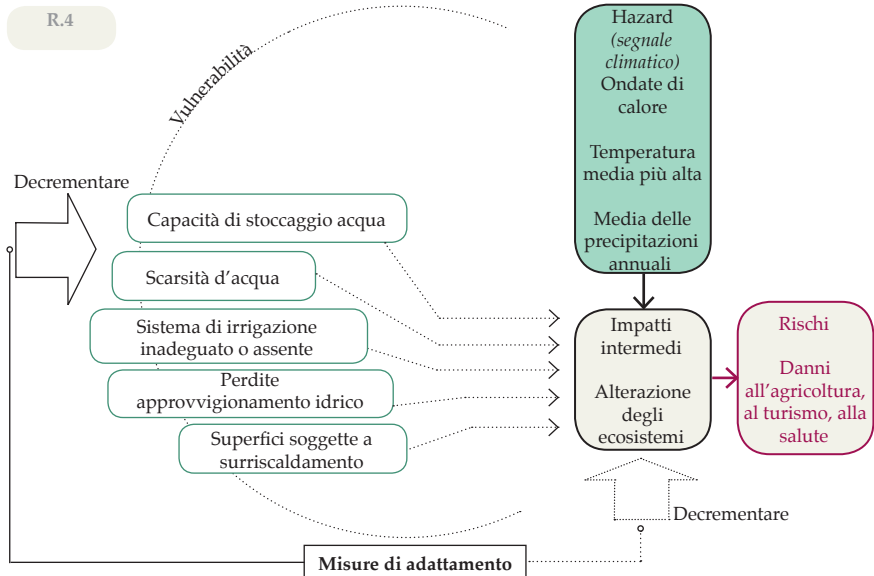 R.4
Vulnerabilità
Hazard
(segnale
climatico)
Ondate di
calore
Temperatura
media più alta
Media delle
precipitazioni
annuali
Decrementare
Capacità di stoccaggio acqua
Scarsità d'acqua
Sistema di irrigazione
inadeguato o assente
Perdite
approvvigionamento idrico
Superfici soggette a
surriscaldamento
Impatti
intermedi
Alterazione
degli
ecosistemi
Rischi
Danni
all'agricoltura,
al turismo, alla
salute
Decrementare
Misure di adattamento